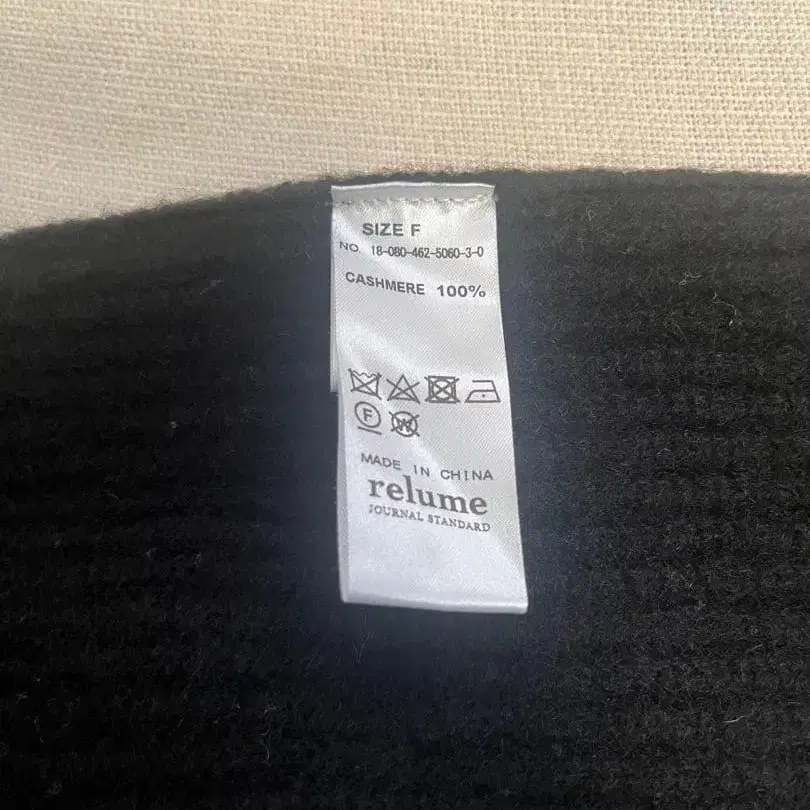 SIZE F
NO. 18-080-462-5060-3-0
CASHMERE 100%
F
W
MADE IN CHINA
relume
JOURNAL STANDARD